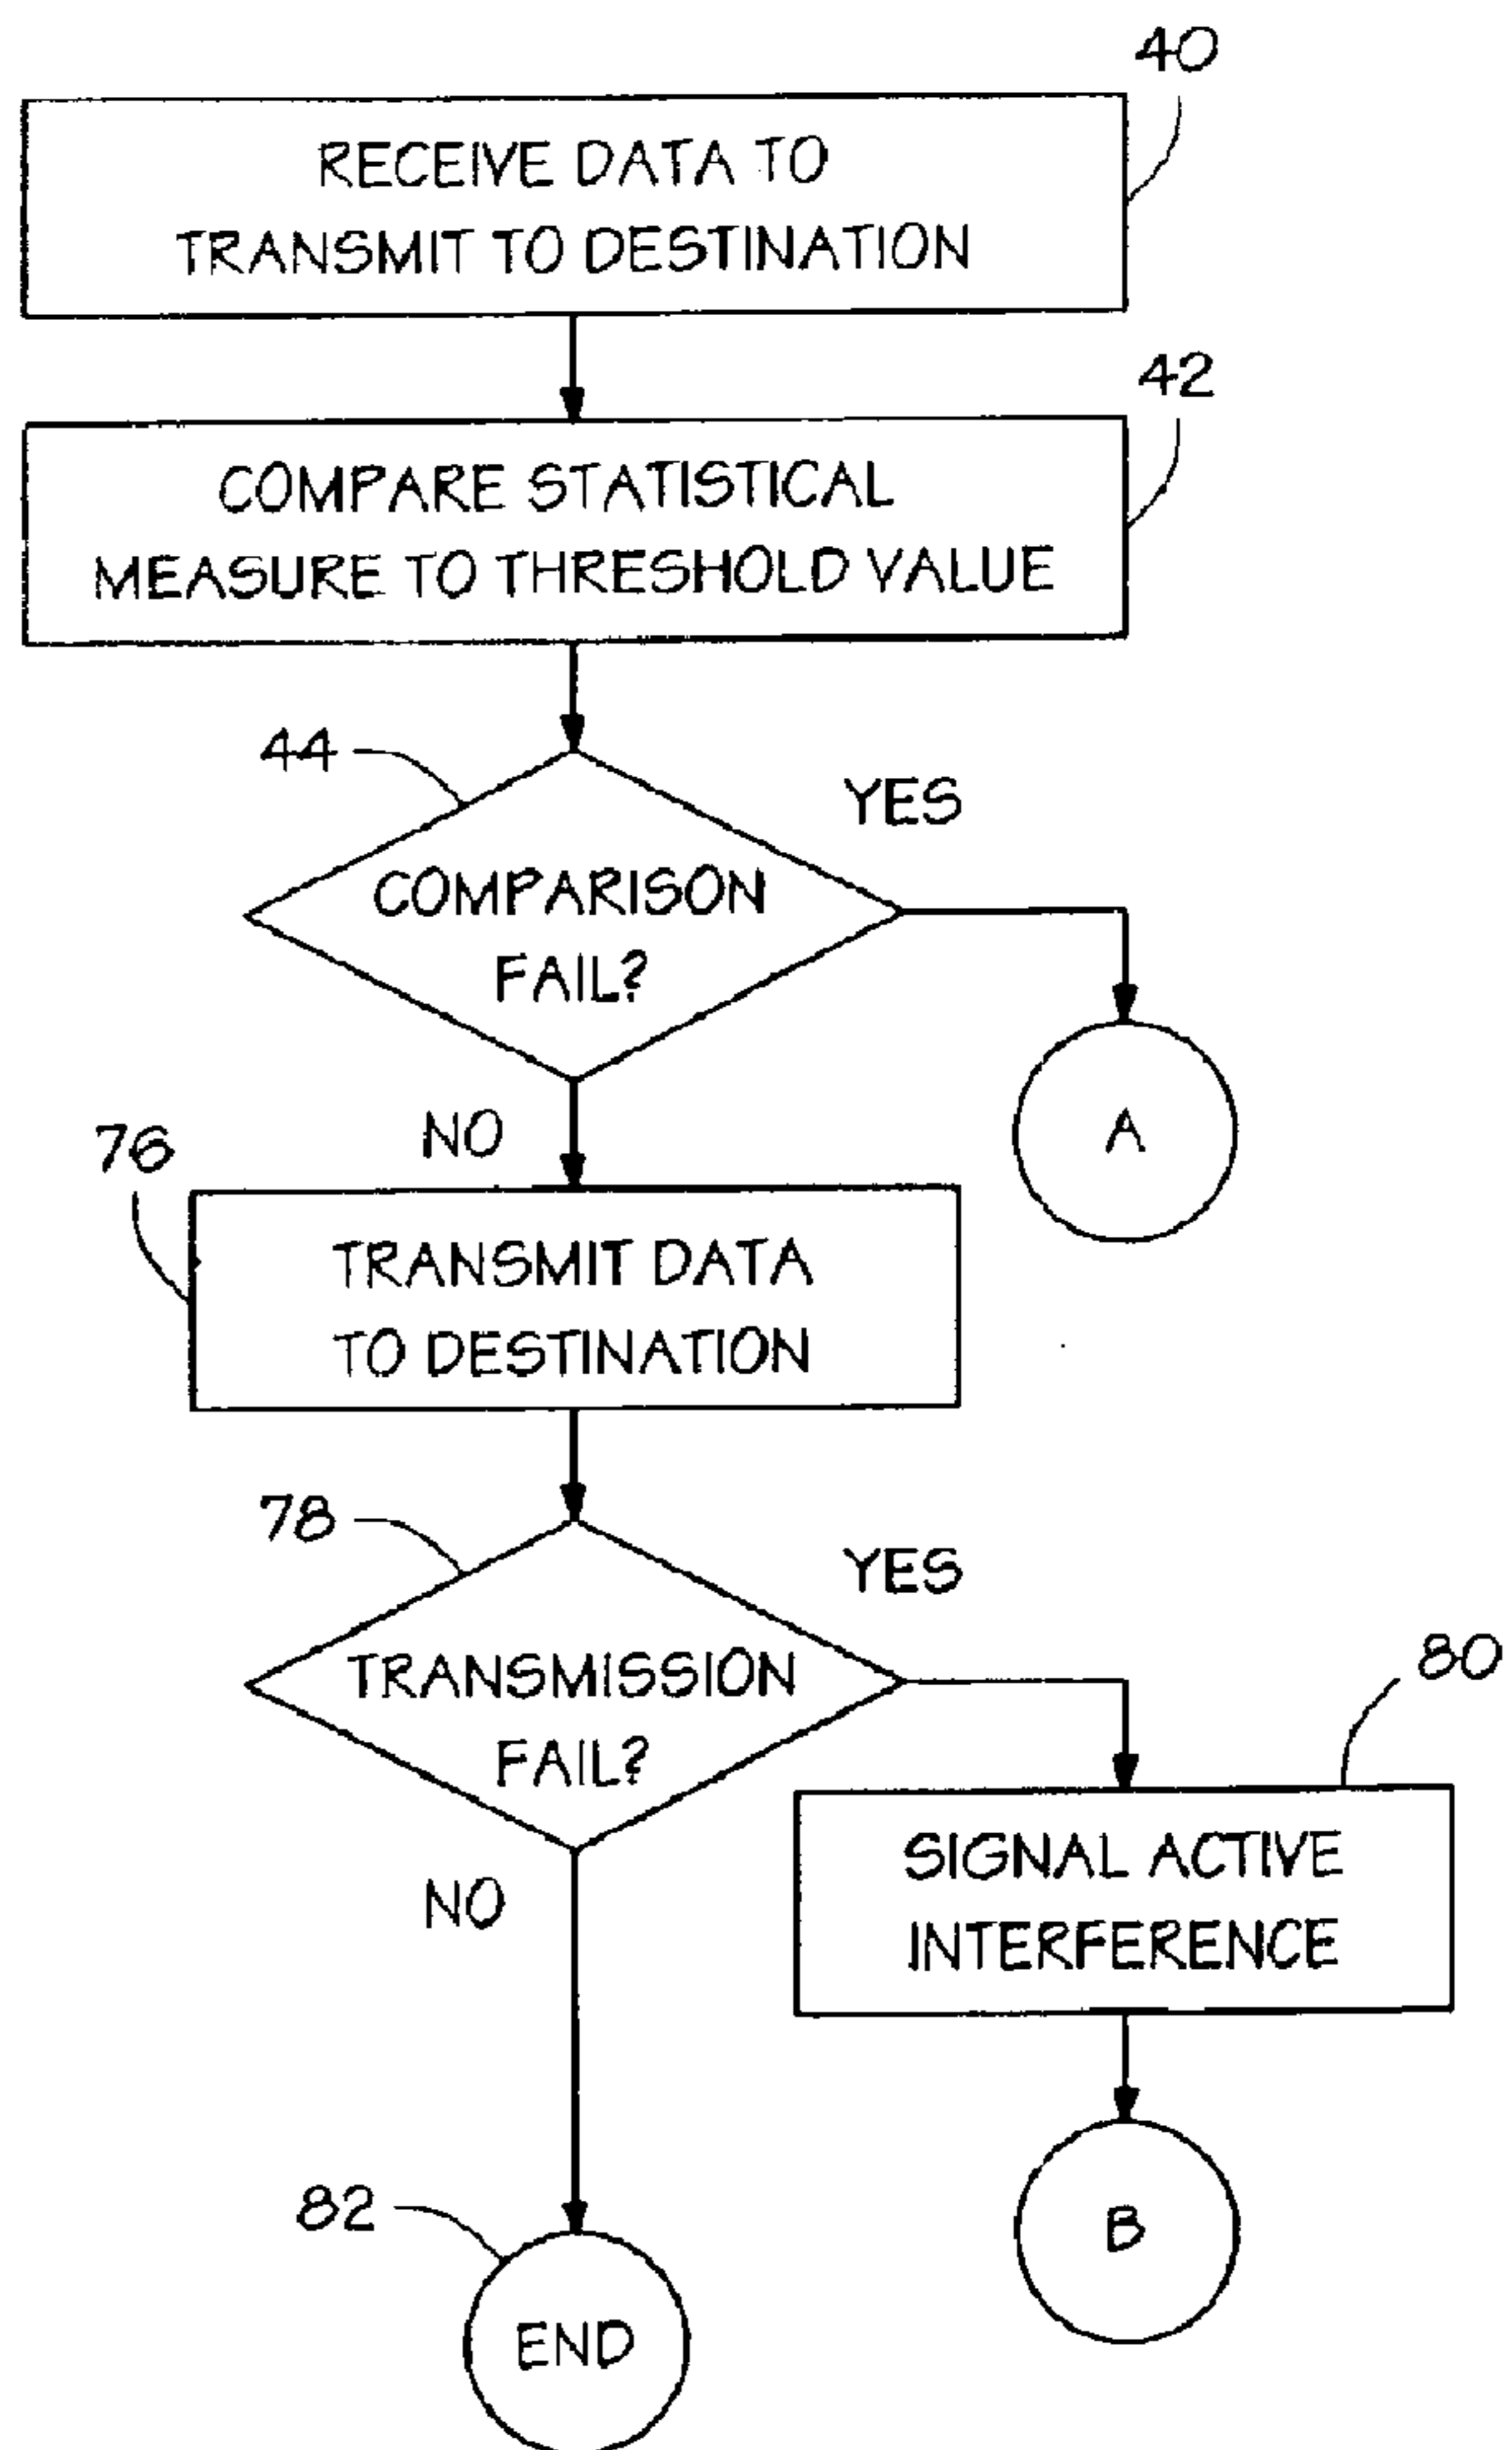 40
RECEIVE DATA TO
TRANSMIT TO DESTINATION
42
COMPARE STATISTICAL
MEASURE TO THRESHOLD VALUE
44
YES
COMPARISON
FAIL?
A
NO
76
TRANSMIT DATA
TO DESTINATION
78
YES
TRANSMISSION
FAIL?
80
SIGNAL ACTIVE
INTERFERENCE
NO
82
B
END